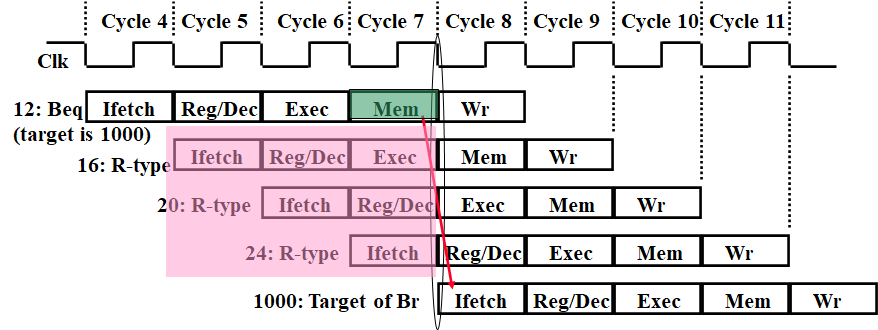 Cycle 4 Cycle 5 Cycle 6 Cycle 7 Cycle 8 Cycle 9 Cycle 10 Cycle 11
Clk
12: Beq Ifetch Reg/Dec Exec Mem Wr
(target is 1000)
16: R-type Ifetch Reg/Dec Exec Mem Wr
20: R-type Ifetch Reg/Dec Exec Mem Wr
24: R-type Ifetch Reg/Dec Exec Mem Wr
1000: Target of Br Ifetch Reg/Dec Exec Mem Wr